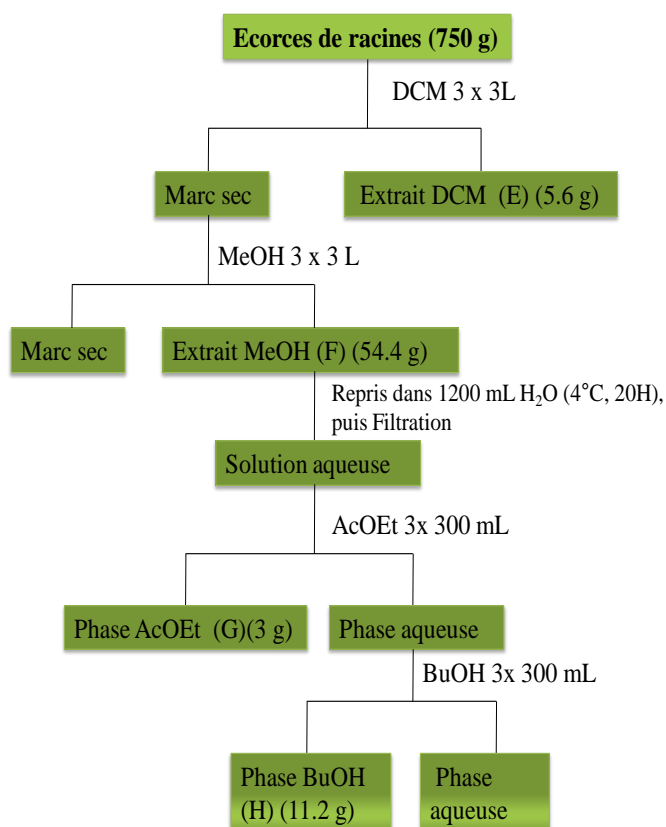 Ecorces de racines (750 g)
DCM 3 x 3L
Marc sec
Extrait DCM (E) (5.6 g)
MeOH 3 x 3 L
Marc sec
Extrait MeOH (F) (54.4 g)
Repris dans 1200 mL H₂O (4°C, 20H),
puis Filtration
Solution aqueuse
AcOEt 3x 300 mL
Phase AcOEt (G)(3 g)
Phase aqueuse
BuOH 3x 300 mL
Phase BuOH
(H) (11.2 g)
Phase
aqueuse